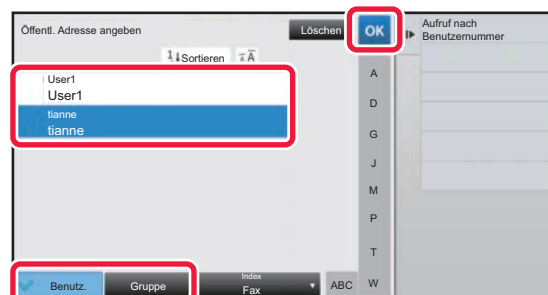 Öffentl. Adresse angeben
Löschen
OK
Aufruf nach
Benutzernummer
Sortieren
User1
User1
tianne
tianne
A
D
G
J
M
P
T
W
Benutz.
Gruppe
Index
Fax
ABC